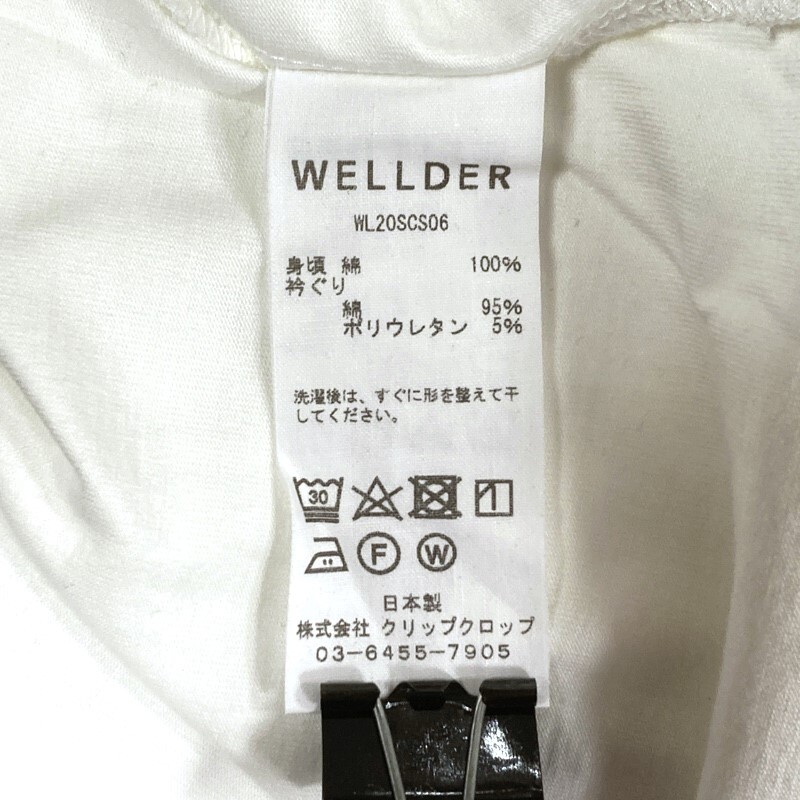 WELLDER
WL20SCS06
身頃 綿 100%
衿ぐり
綿 95%
ポリウレタン 5%
洗濯後は、すぐに形を整えて干
してください。
30
F W
日本製
株式会社 クリップクロップ
03-6455-7905